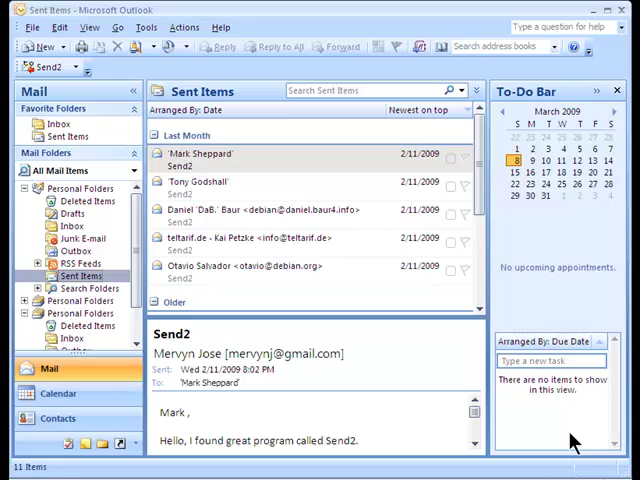 Sent Items - Microsoft Outlook
File Edit View Go Tools Actions Help
Type a question for help
New Reply Reply to All Forward Search address books
Send2
Mail
Favorite Folders
Inbox
Sent Items
Mail Folders
All Mail Items
Personal Folders
Deleted Items
Drafts
Inbox
Junk E-mail
Outbox
RSS Feeds
Sent Items
Search Folders
Personal Folders
Personal Folders
Deleted Items
Inbox
Mail
Calendar
Contacts
Sent Items
Search Sent Items
Arranged By: Date Newest on top
Last Month
'Mark Sheppard' 2/11/2009
Send2
'Tony Godshall' 2/11/2009
Send2
Daniel 'DaB.' Baur <debian@daniel.baur4.info> 2/11/2009
Send2
teltarif.de - Kai Petzke <info@teltarif.de> 2/11/2009
Send2
Otavio Salvador <otavio@debian.org> 2/11/2009
Send2
Older
Send2
Mervyn Jose [mervynj@gmail.com]
Sent: Wed 2/11/2009 8:02 PM
To: 'Mark Sheppard'
Mark ,
Hello, I found great program called Send2.
To-Do Bar
March 2009
S M T W T F S
22 23 24 25 26 27 28
1 2 3 4 5 6 7
8 9 10 11 12 13 14
15 16 17 18 19 20 21
22 23 24 25 26 27 28
29 30 31
No upcoming appointments.
Arranged By: Due Date
Type a new task
There are no items to show
in this view.
11 Items